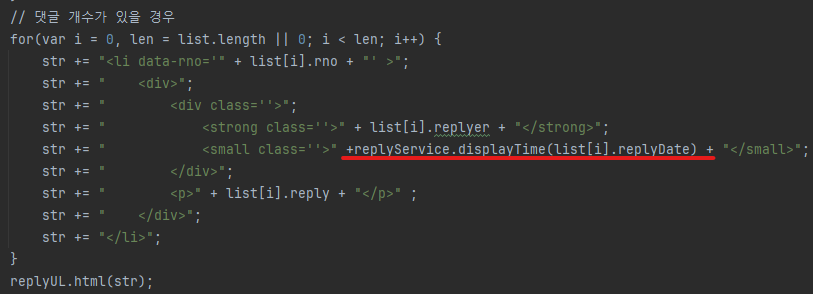 // 댓글 개수가 있을 경우
for(var i = 0, len = list.length || 0; i < len; i++) {
    str += "<li data-rno='" + list[i].rno + "' >";
    str += "    <div>";
    str += "        <div class=''>";
    str += "            <strong class=''>" + list[i].replyer + "</strong>";
    str += "            <small class=''>" +replyService.displayTime(list[i].replyDate) + "</small>";
    str += "        </div>";
    str += "        <p>" + list[i].reply + "</p>" ;
    str += "    </div>";
    str += "</li>";
}
replyUL.html(str);